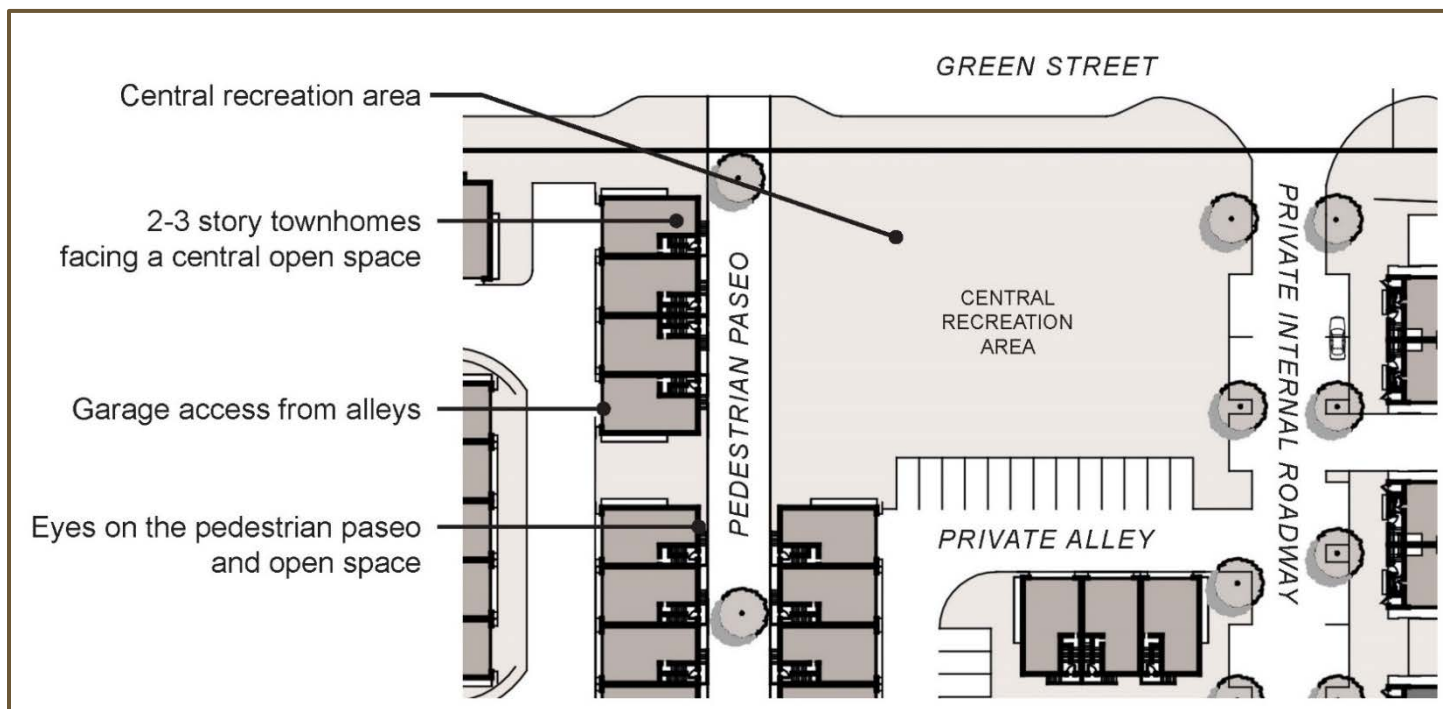 GREEN STREET
Central recreation area
2-3 story townhomes
facing a central open space
Garage access from alleys
Eyes on the pedestrian paseo
and open space
PEDESTRIAN PASEO
CENTRAL
RECREATION
AREA
PRIVATE ALLEY
PRIVATE INTERNAL ROADWAY